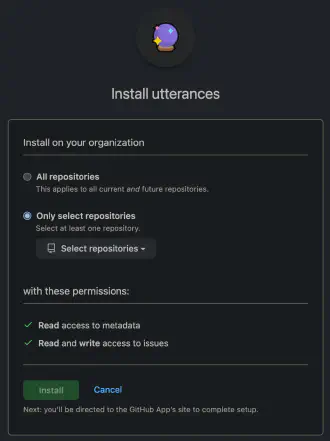 Install utterances
Install on your organization
All repositories
This applies to all current and future repositories.
Only select repositories
Select at least one repository.
Select repositories
with these permissions:
Read access to metadata
Read and write access to issues
Install Cancel
Next: you'll be directed to the GitHub App's site to complete setup.